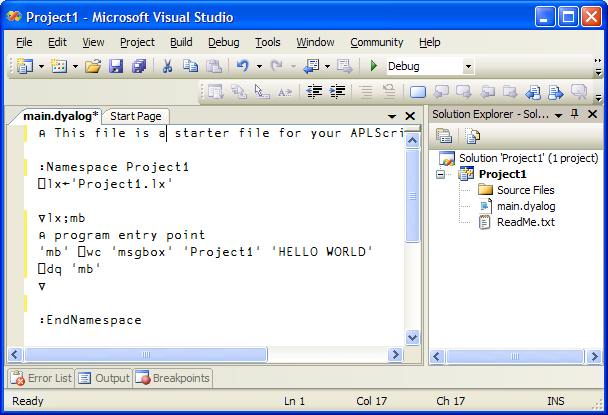 Project1 - Microsoft Visual Studio
File Edit View Project Build Debug Tools Window Community Help
Debug
main.dyalog* Start Page
Solution Explorer - Sol...
⍝ This file is a starter file for your APLScri
:Namespace Project1
⎕lx←'Project1.lx'
∇lx;mb
⍝ program entry point
'mb' ⎕wc 'msgbox' 'Project1' 'HELLO WORLD'
⎕dq 'mb'
∇
:EndNamespace
Solution 'Project1' (1 project)
Project1
Source Files
main.dyalog
ReadMe.txt
Error List Output Breakpoints
Ready Ln 1 Col 17 Ch 17 INS